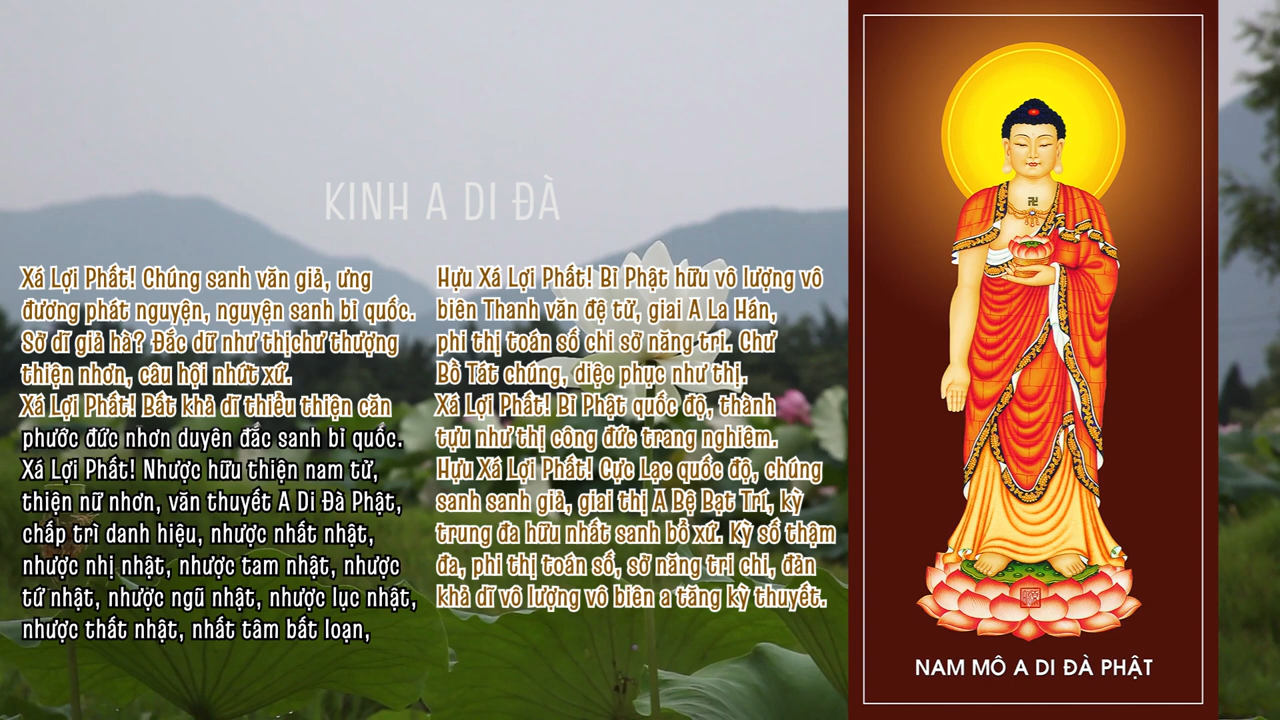 KINH A DI ĐÀ
Xá Lợi Phất! Chúng sanh văn giả, ưng
đương phát nguyện, nguyện sanh bỉ quốc.
Sỡ dĩ giả hà? Đắc dữ như thịchư thượng
thiện nhơn, câu hội nhứt xứ.
Xá Lợi Phất! Bất khả dĩ thiểu thiện căn
phước đức nhơn duyên đắc sanh bỉ quốc.
Xá Lợi Phất! Nhược hữu thiện nam tử,
thiện nữ nhơn, văn thuyết A Di Đà Phật,
chấp trì danh hiệu, nhược nhất nhật,
nhược nhị nhật, nhược tam nhật, nhược
tứ nhật, nhược ngũ nhật, nhược lục nhật,
nhược thất nhật, nhất tâm bất loạn,
Hựu Xá Lợi Phất! Bĩ Phật hữu vô lượng vô
biên Thanh văn đệ tử, giai A La Hán,
phi thị toán số chi sỡ năng tri. Chư
Bồ Tát chúng, diệc phục như thị.
Xá Lợi Phất! Bĩ Phật quốc độ, thành
tựu như thị công đức trang nghiêm.
Hựu Xá Lợi Phất! Cực Lạc quốc độ, chúng
sanh sanh giả, giai thị A Bệ Bạt Trí, kỳ
trung đa hữu nhất sanh bổ xứ. Kỳ số thậm
đa, phi thị toán số, sỡ năng tri chi, đản
khả dĩ vô lượng vô biên a tăng kỳ thuyết.
卍
NAM MÔ A DI ĐÀ PHẬT